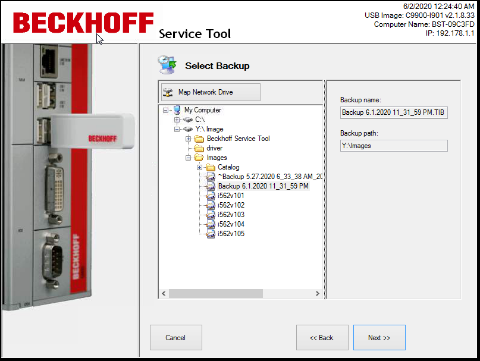 BECKHOFF
6/2/2020 12:24:40 AM
USB Image: C9900-I901 v2.1.8.33
Computer Name: BST-09C3FD
IP: 192.178.1.1
Service Tool
BECKHOFF
Select Backup
Map Network Drive
My Computer
C:\
Y:\ Image
Beckhoff Service Tool
driver
Images
Catalog
~Backup 5.27.2020 6_33_38 AM_20
Backup 6.1.2020 11_31_59 PM
i562v101
i562v102
i562v103
i562v104
i562v105
Backup name:
Backup 6.1.2020 11_31_59 PM.TIB
Backup path:
Y:\Images
Cancel
<< Back
Next >>